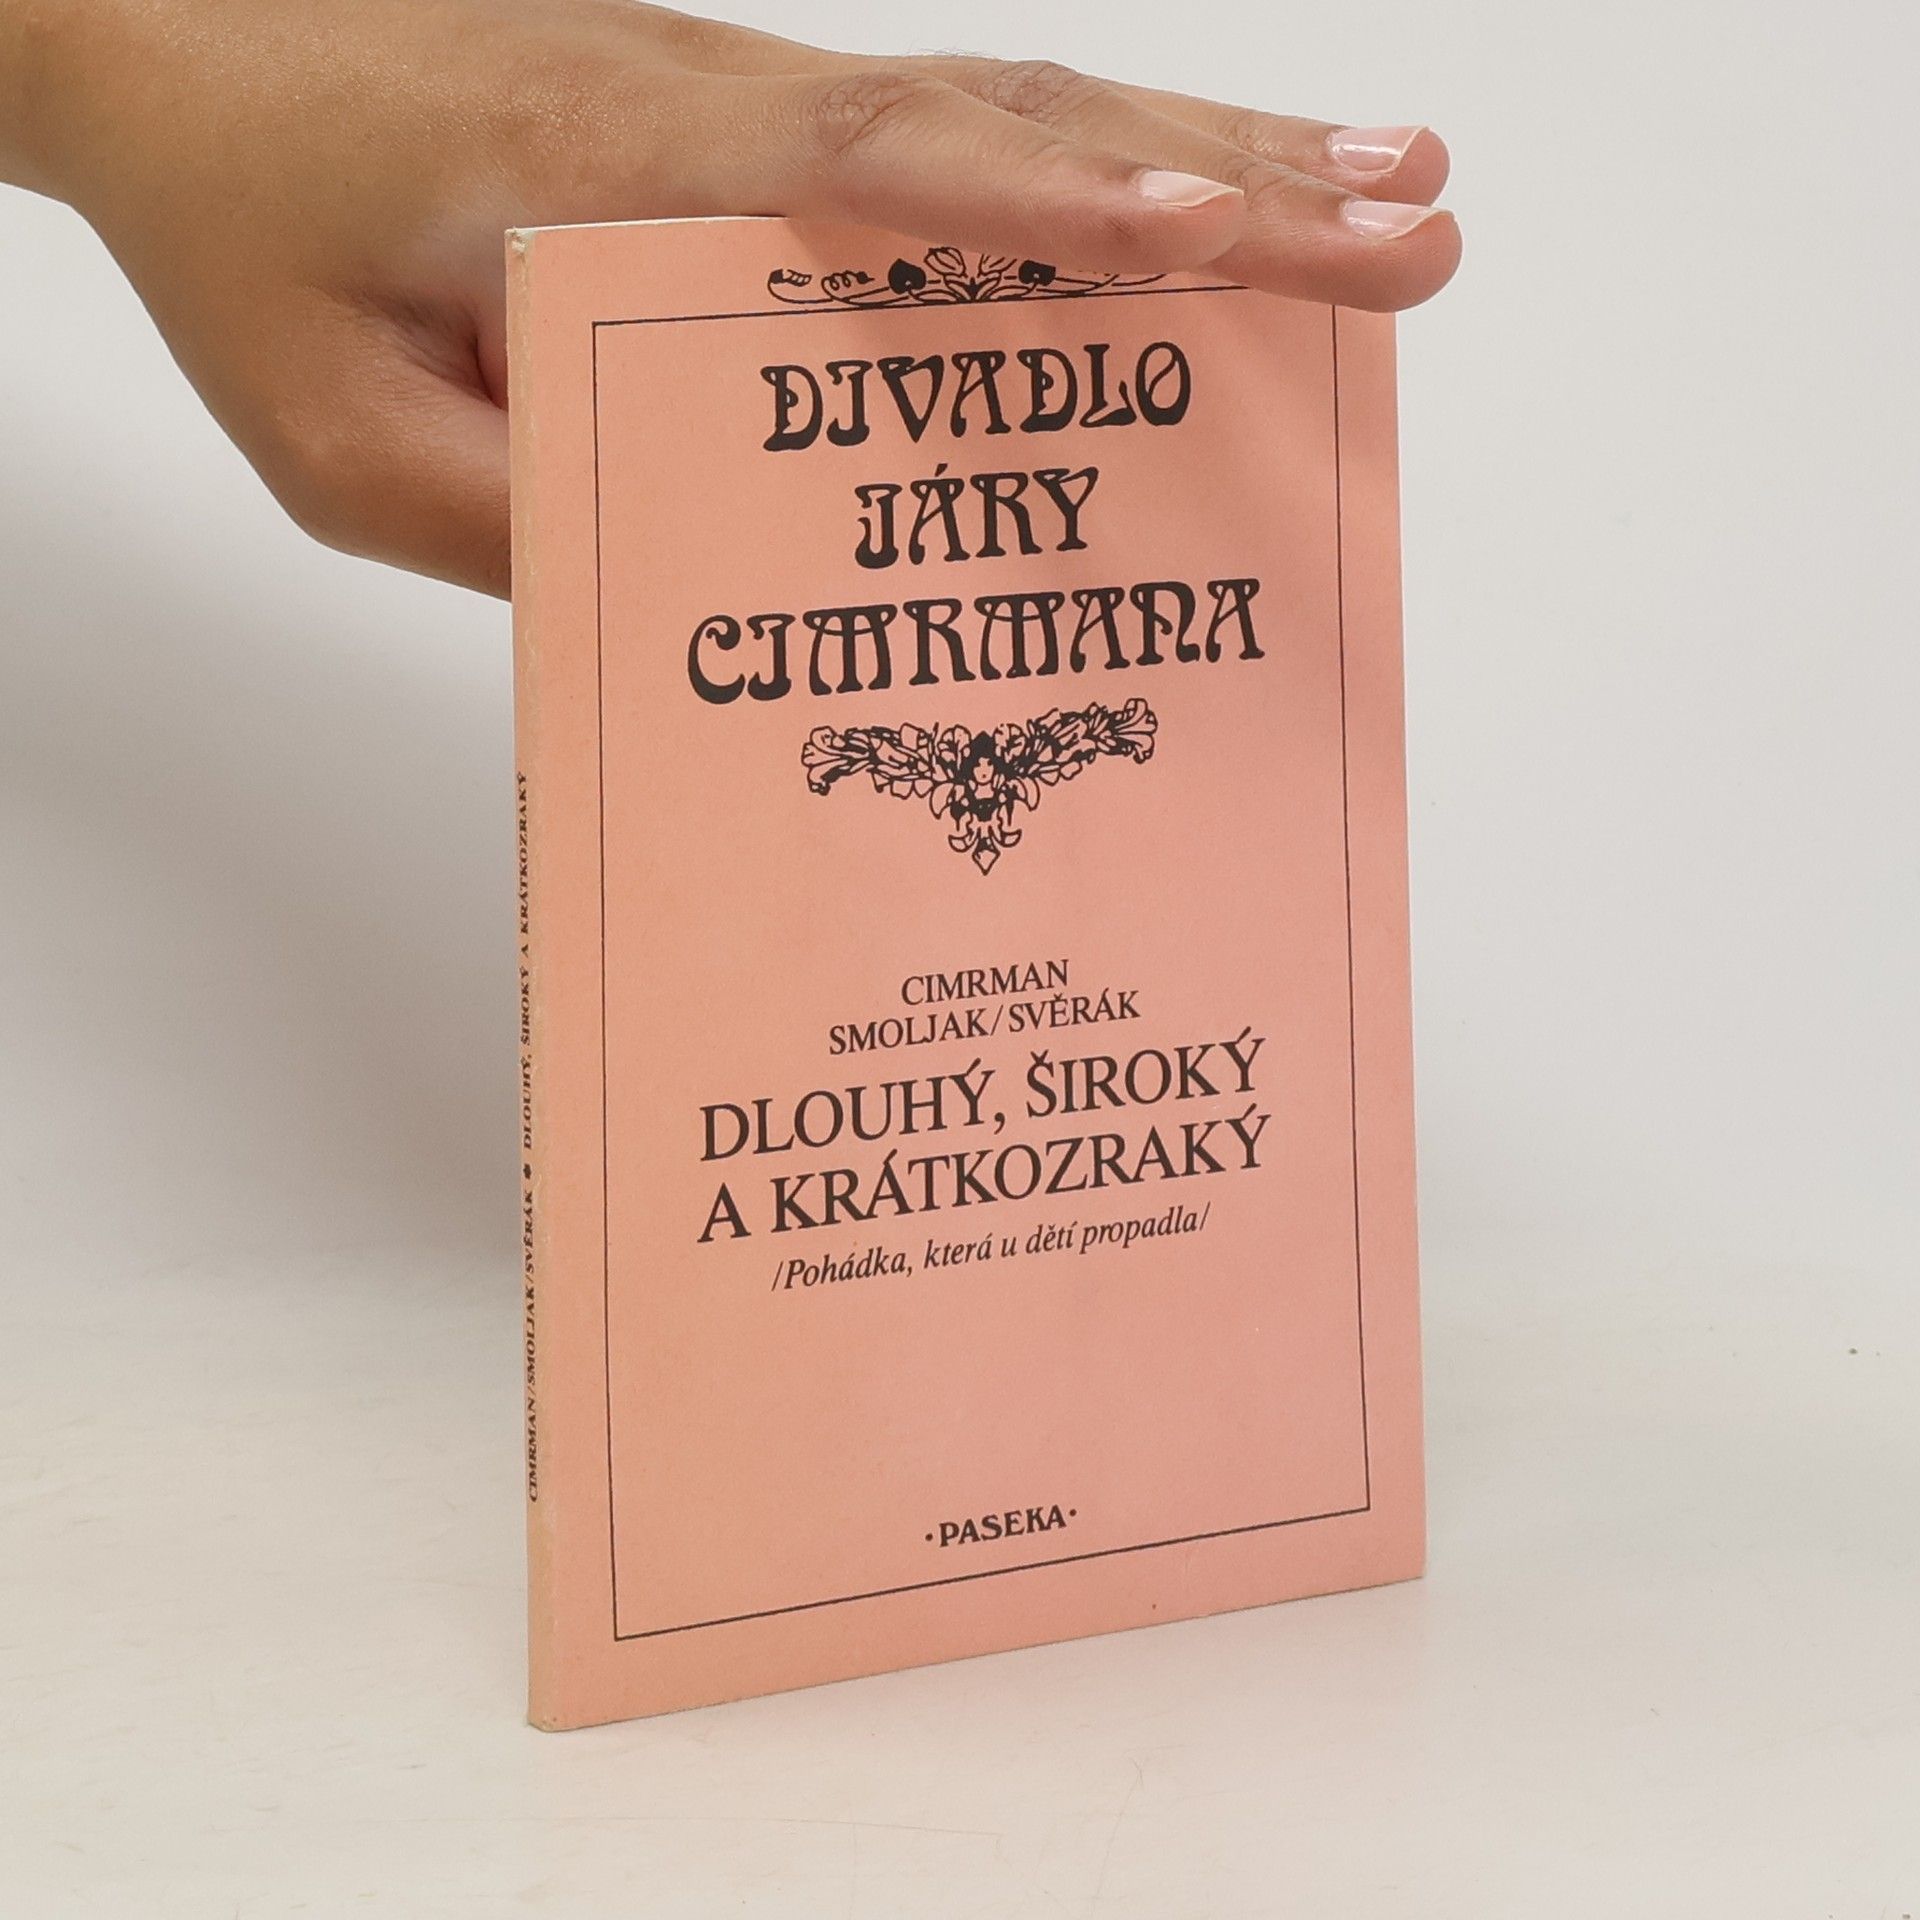 DIVADLO
JÁRY
CIMRMANA
CIMRMAN
SMOLJAK/SVĚRÁK
DLOUHÝ, ŠIROKÝ
A KRÁTKOZRAKÝ
/Pohádka, která u dětí propadla/
·PASEKA·
CIMRMAN/SMOLJAK/SVĚRÁK ● DLOUHÝ, ŠIROKÝ A KRÁTKOZRAKÝ